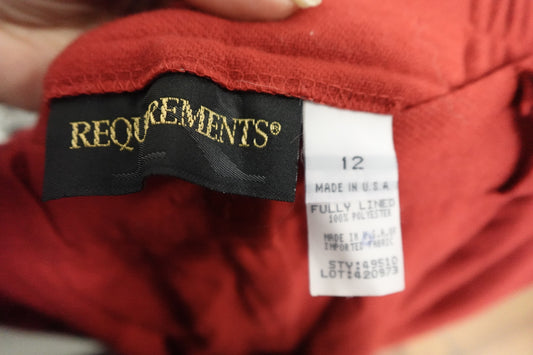 REQUIREMENTS®
12
MADE IN U.S.A
FULLY LINED
100% POLYESTER
MADE IN U.S.A. OF
IMPORTED FABRIC
STY:49510
LOT:420973